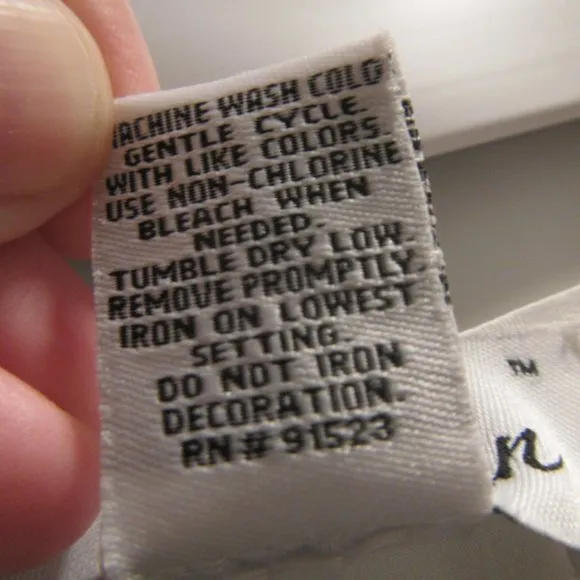 MACHINE WASH COLD
GENTLE CYCLE.
WITH LIKE COLORS.
USE NON-CHLORINE
BLEACH WHEN
NEEDED.
TUMBLE DRY LOW.
REMOVE PROMPTLY.
IRON ON LOWEST
SETTING.
DO NOT IRON
DECORATION.
RN# 91523
™
n